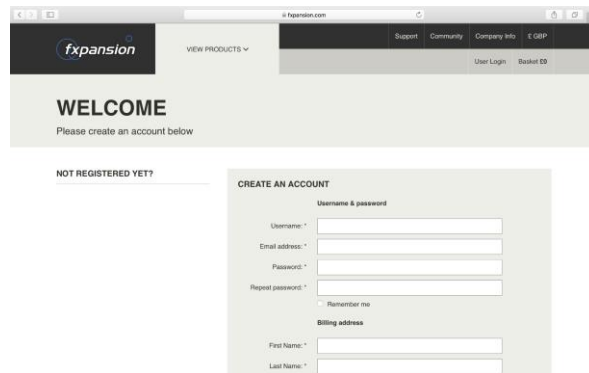 fxpansion.com
fxpansion
VIEW PRODUCTS
Support Community Company Info £ GBP
User Login Basket £0
WELCOME
Please create an account below
NOT REGISTERED YET?
CREATE AN ACCOUNT
Username & password
Username: *
Email address: *
Password: *
Repeat password: *
Remember me
Billing address
First Name: *
Last Name: *